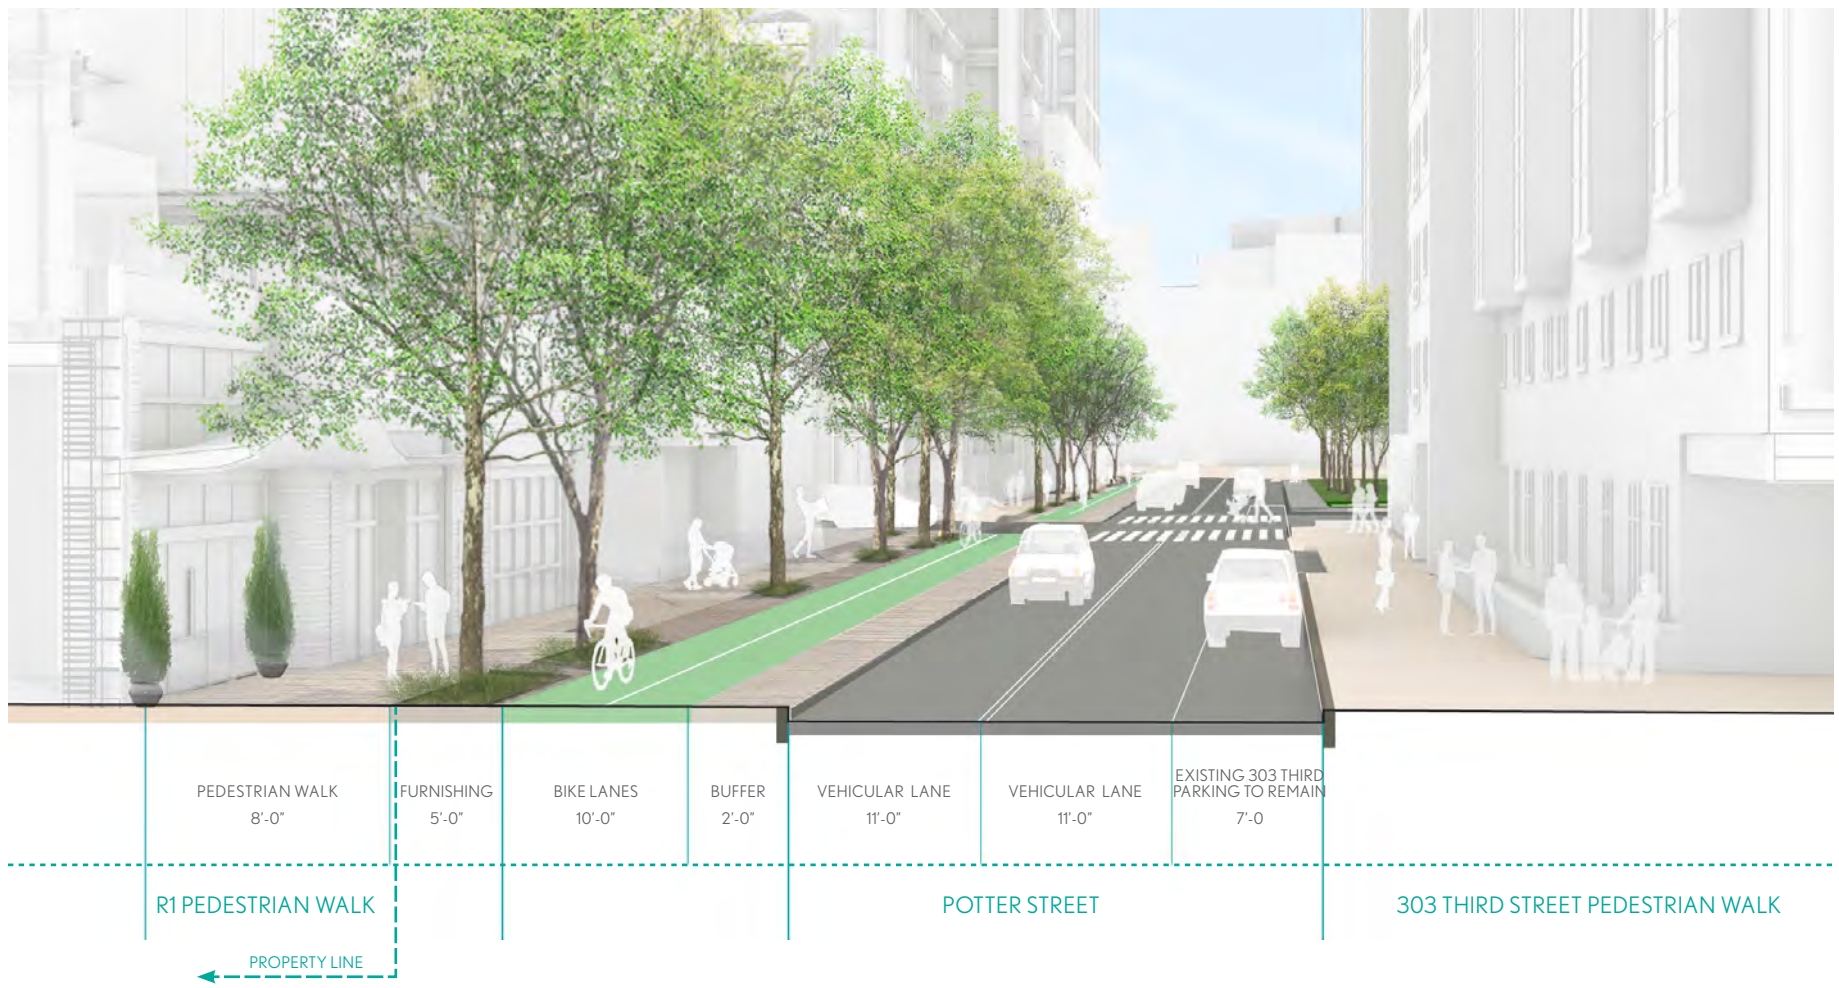 PEDESTRIAN WALK
8'-0"
FURNISHING
5'-0"
BIKE LANES
10'-0"
BUFFER
2'-0"
VEHICULAR LANE
11'-0"
VEHICULAR LANE
11'-0"
EXISTING 303 THIRD
PARKING TO REMAIN
7'-0
R1 PEDESTRIAN WALK
POTTER STREET
303 THIRD STREET PEDESTRIAN WALK
PROPERTY LINE